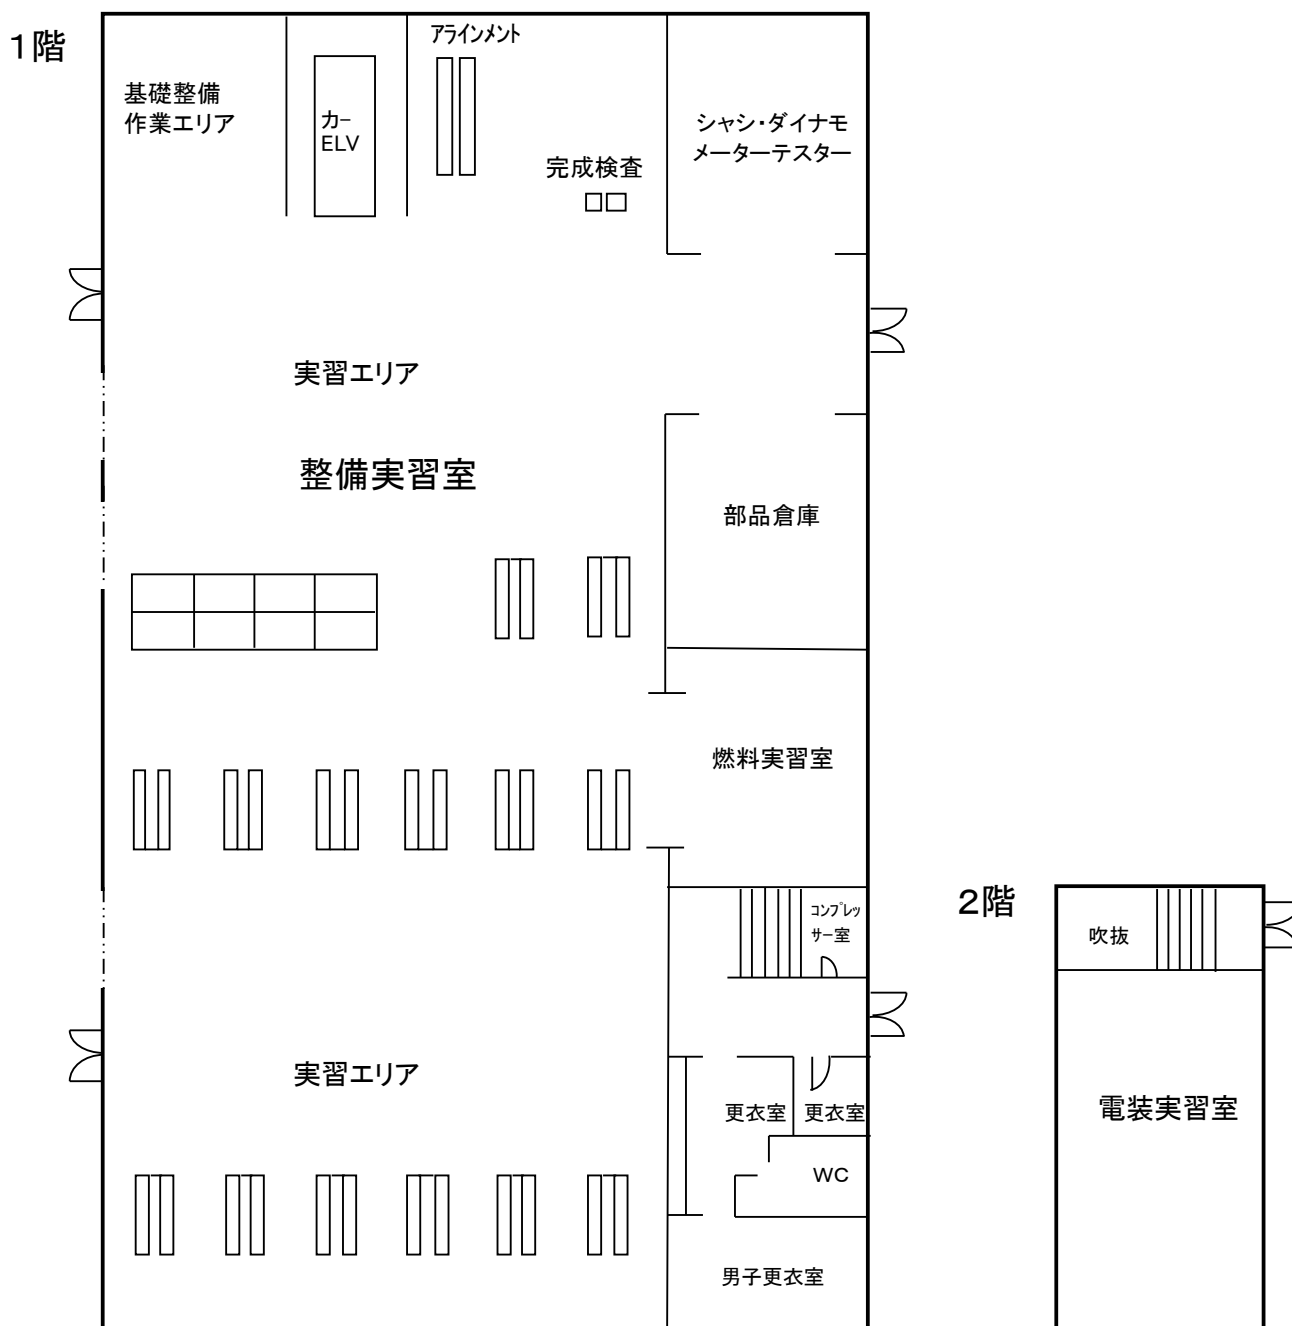 1階
アラインメント
基礎整備
作業エリア
カー
ELV
シャシ・ダイナモ
メーターテスター
完成検査
実習エリア
整備実習室
部品倉庫
燃料実習室
コンプレッ
サー室
2階
吹抜
実習エリア
更衣室
更衣室
電装実習室
WC
男子更衣室